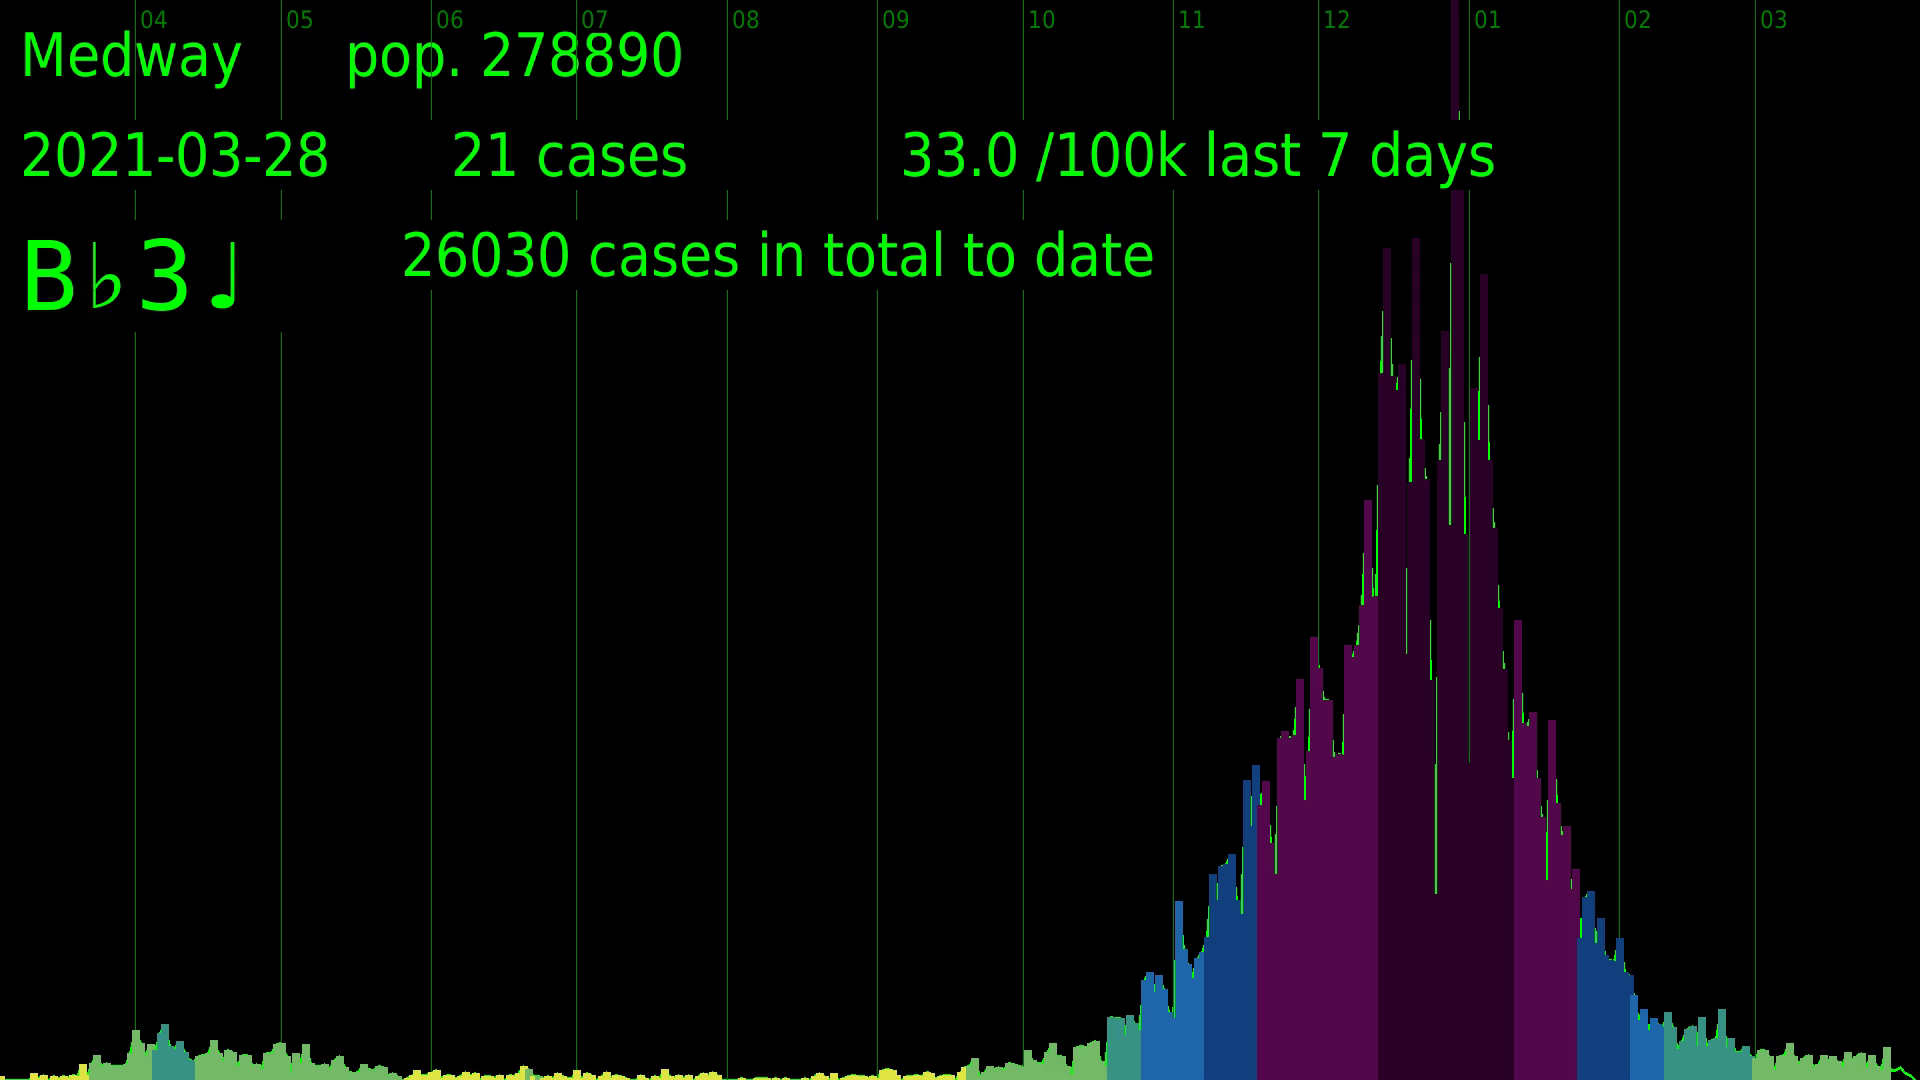 04 05 06 07 08 09 10 11 12 01 02 03
Medway pop. 278890
2021-03-28 21 cases 33.0 /100k last 7 days
B♭3♩ 26030 cases in total to date